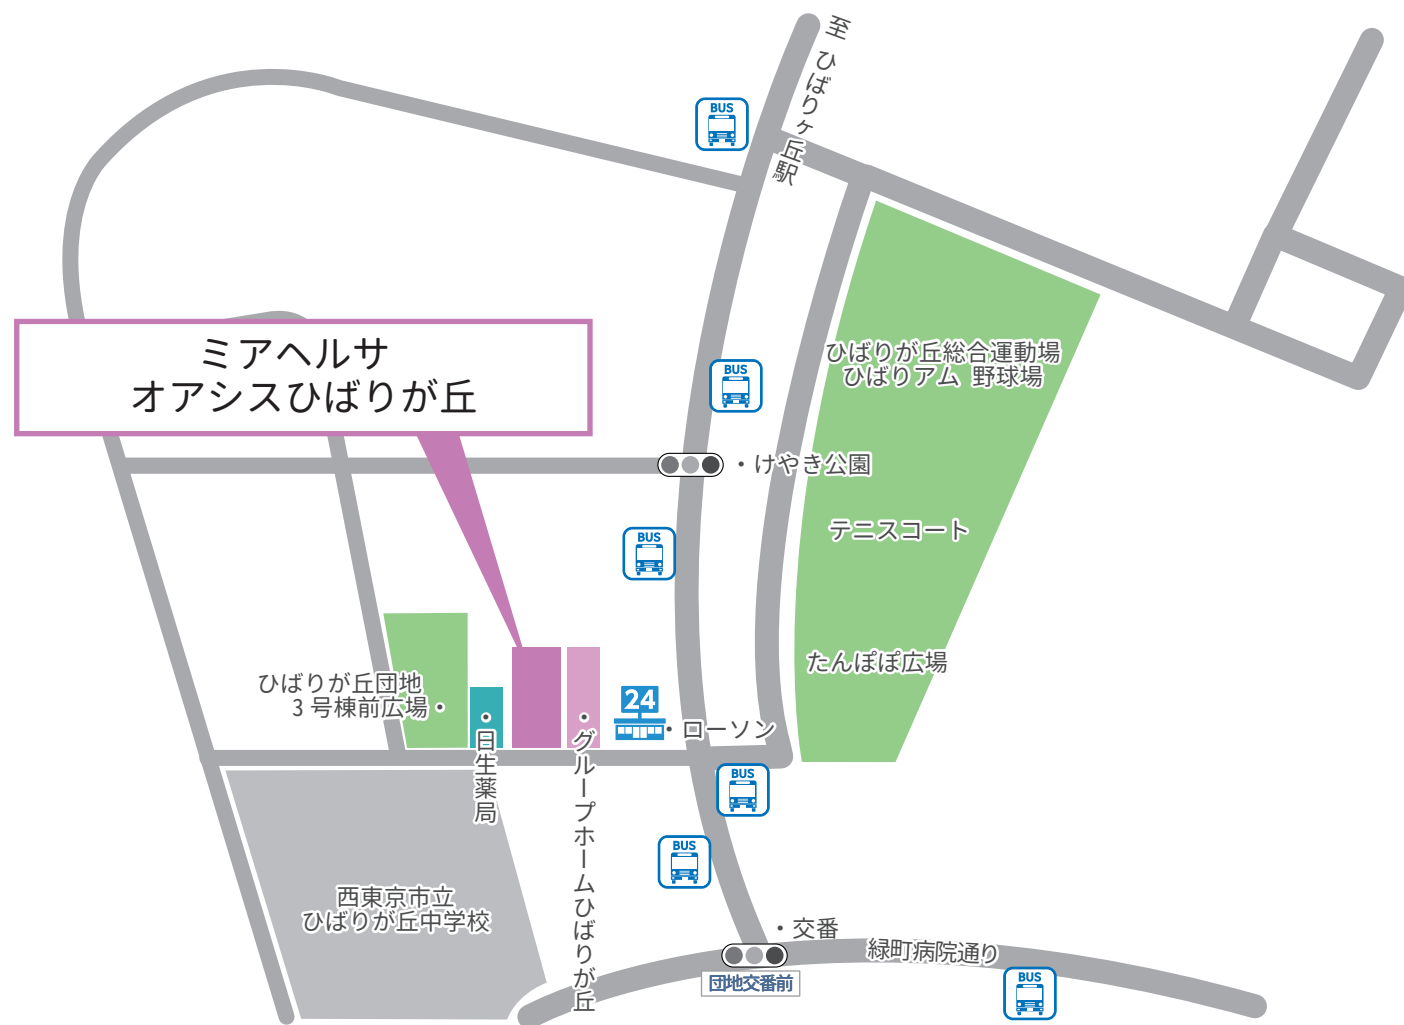 至 ひばりヶ丘駅
BUS
ミアヘルサ
オアシスひばりが丘
BUS
ひばりが丘総合運動場
ひばりアム 野球場
・けやき公園
テニスコート
BUS
たんぽぽ広場
ひばりが丘団地
3号棟前広場・
・日生薬局
・グループホームひばりが丘
24
・ローソン
BUS
BUS
西東京市立
ひばりが丘中学校
・交番
緑町病院通り
団地交番前
BUS